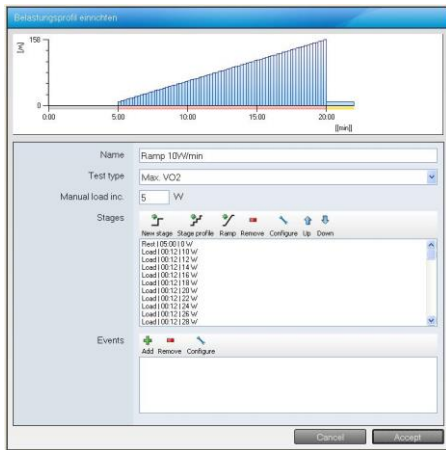 Belastungsprofil einrichten
[W]
150
0
0:00 5:00 10:00 15:00 20:00
[[min]]
Name Ramp 10W/min
Test type Max. VO2
Manual load inc. 5 W
Stages
New stage Stage profile Ramp Remove Configure Up Down
Rest | 05:00 | 0 W
Load | 00:12 | 10 W
Load | 00:12 | 12 W
Load | 00:12 | 14 W
Load | 00:12 | 16 W
Load | 00:12 | 18 W
Load | 00:12 | 20 W
Load | 00:12 | 22 W
Load | 00:12 | 24 W
Load | 00:12 | 26 W
Load | 00:12 | 28 W
Events
Add Remove Configure
Cancel Accept